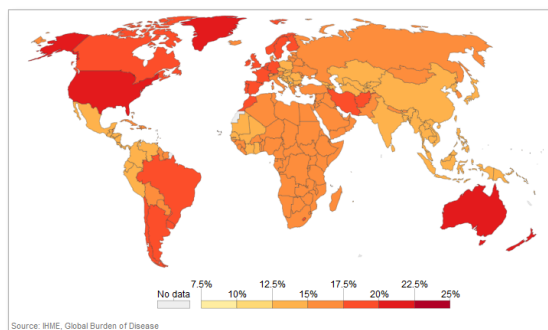 7.5% 12.5% 17.5% 22.5%
No data 10% 15% 20% 25%
Source: IHME, Global Burden of Disease